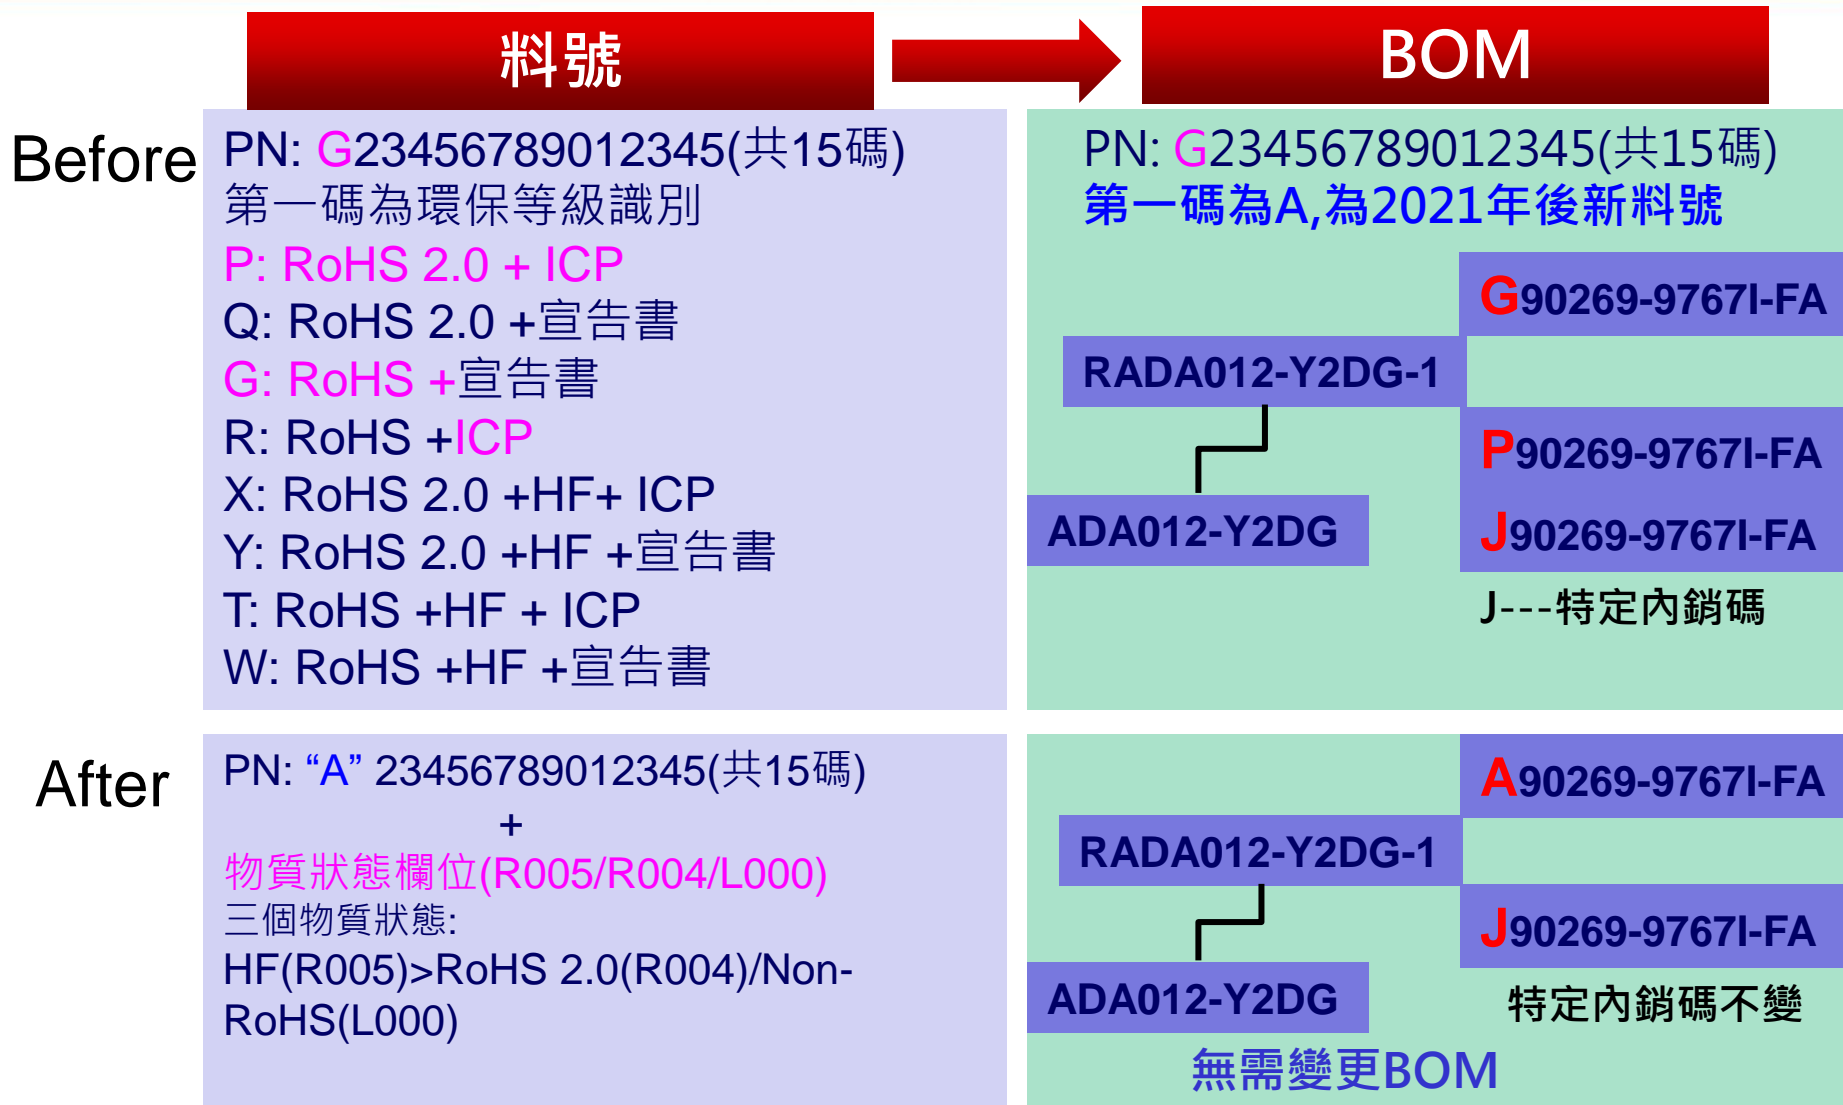 料號
BOM
Before
PN: G23456789012345(共15碼)
第一碼為環保等級識別
P: RoHS 2.0 + ICP
Q: RoHS 2.0 +宣告書
G: RoHS +宣告書
R: RoHS +ICP
X: RoHS 2.0 +HF+ ICP
Y: RoHS 2.0 +HF +宣告書
T: RoHS +HF + ICP
W: RoHS +HF +宣告書
PN: G23456789012345(共15碼)
第一碼為A,為2021年後新料號
G90269-9767I-FA
RADA012-Y2DG-1
P90269-9767I-FA
ADA012-Y2DG
J90269-9767I-FA
J---特定內銷碼
After
PN: “A” 23456789012345(共15碼)
+
物質狀態欄位(R005/R004/L000)
三個物質狀態:
HF(R005)>RoHS 2.0(R004)/Non-
RoHS(L000)
A90269-9767I-FA
RADA012-Y2DG-1
J90269-9767I-FA
ADA012-Y2DG
特定內銷碼不變
無需變更BOM